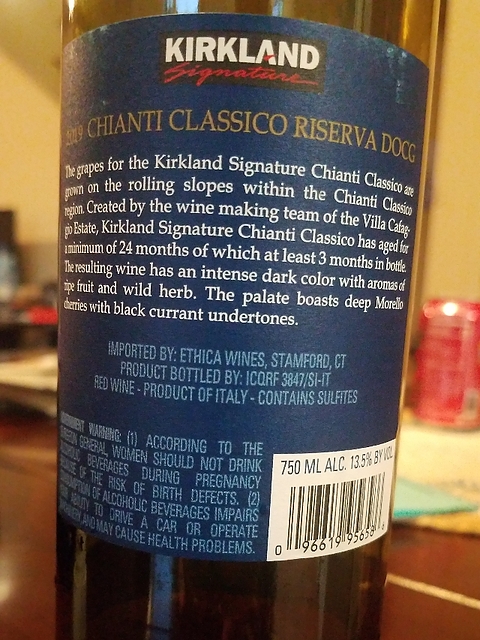 KIRKLAND
Signature
2019 CHIANTI CLASSICO RISERVA DOCG
The grapes for the Kirkland Signature Chianti Classico are
grown on the rolling slopes within the Chianti Classico
region. Created by the wine making team of the Villa Cafag-
gio Estate, Kirkland Signature Chianti Classico has aged for
a minimum of 24 months of which at least 3 months in bottle.
The resulting wine has an intense dark color with aromas of
ripe fruit and wild herb. The palate boasts deep Morello
cherries with black currant undertones.
IMPORTED BY: ETHICA WINES, STAMFORD, CT
PRODUCT BOTTLED BY: ICQRF 3847/SI-IT
RED WINE - PRODUCT OF ITALY - CONTAINS SULFITES
WARNING: (1) ACCORDING TO THE
GENERAL, WOMEN SHOULD NOT DRINK
BEVERAGES DURING PREGNANCY
OF THE RISK OF BIRTH DEFECTS. (2)
OF ALCOHOLIC BEVERAGES IMPAIRS
ABILITY TO DRIVE A CAR OR OPERATE
AND MAY CAUSE HEALTH PROBLEMS.
750 ML ALC. 13.5% BY VOL
0 96619 95658